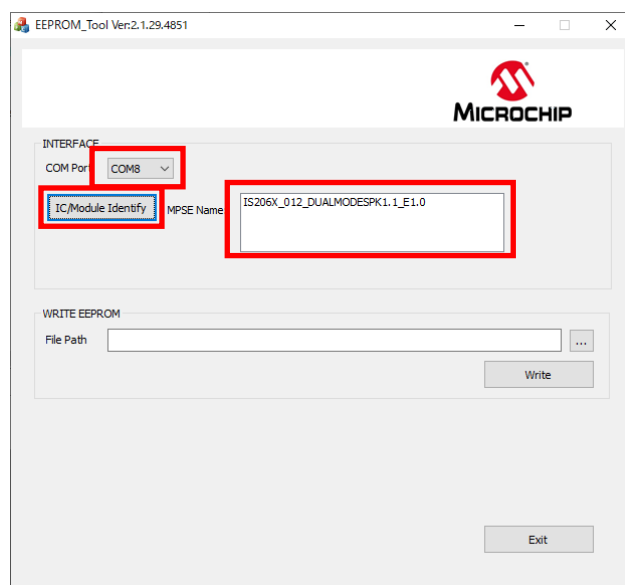 EEPROM_Tool Ver:2.1.29.4851
MICROCHIP
INTERFACE
COM Port COM8
IC/Module Identify MPSE Name IS206X_012_DUALMODESPK1.1_E1.0
WRITE EEPROM
File Path ...
Write
Exit